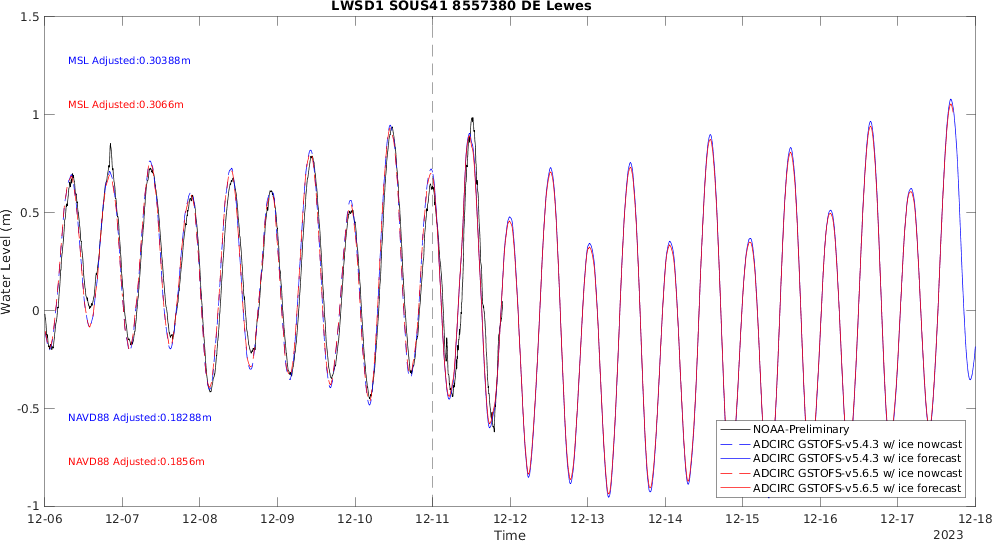 LWSD1 SOUS41 8557380 DE Lewes
1.5
MSL Adjusted:0.30388m
MSL Adjusted:0.3066m
1
0.5
Water Level (m)
0
-0.5
NAVD88 Adjusted:0.18288m
NAVD88 Adjusted:0.1856m
NOAA-Preliminary
ADCIRC GSTOFS-v5.4.3 w/ ice nowcast
ADCIRC GSTOFS-v5.4.3 w/ ice forecast
ADCIRC GSTOFS-v5.6.5 w/ ice nowcast
ADCIRC GSTOFS-v5.6.5 w/ ice forecast
-1
12-06 12-07 12-08 12-09 12-10 12-11 12-12 12-13 12-14 12-15 12-16 12-17 12-18
Time
2023